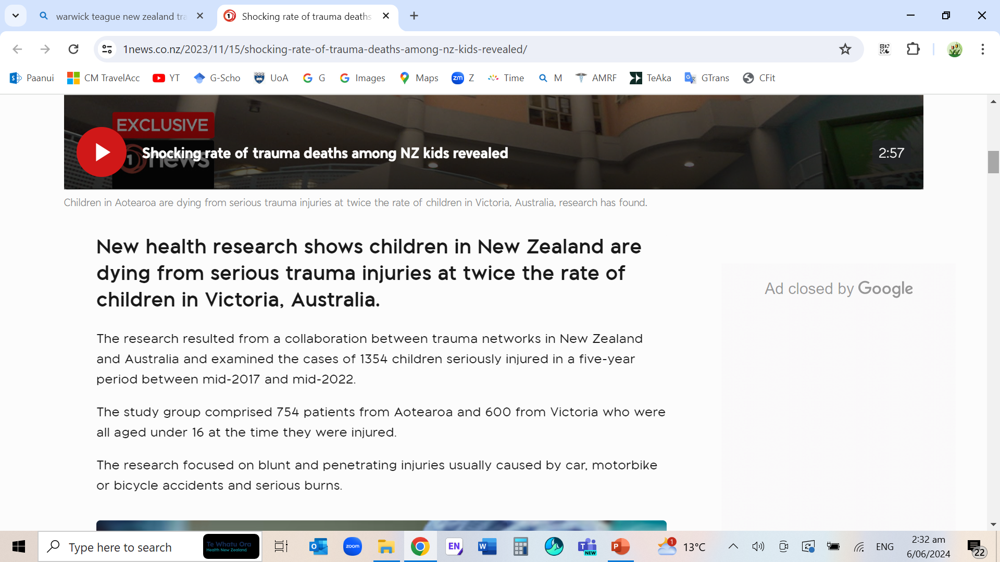 warwick teague new zealand tra
Shocking rate of trauma deaths
1news.co.nz/2023/11/15/shocking-rate-of-trauma-deaths-among-nz-kids-revealed/
Paanui CM TravelAcc YT G-Scho UoA G Images Maps zm Z Time M AMRF TeAka GTrans CFit
EXCLUSIVE
Shocking rate of trauma deaths among NZ kids revealed 2:57
1news
Children in Aotearoa are dying from serious trauma injuries at twice the rate of children in Victoria, Australia, research has found.
New health research shows children in New Zealand are
dying from serious trauma injuries at twice the rate of
children in Victoria, Australia.
Ad closed by Google
The research resulted from a collaboration between trauma networks in New Zealand
and Australia and examined the cases of 1354 children seriously injured in a five-year
period between mid-2017 and mid-2022.
The study group comprised 754 patients from Aotearoa and 600 from Victoria who were
all aged under 16 at the time they were injured.
The research focused on blunt and penetrating injuries usually caused by car, motorbike
or bicycle accidents and serious burns.
Type here to search
Te Whatu Ora
Health New Zealand
zoom
EN
NEW
1
13°C
ENG
2:32 am
6/06/2024
22